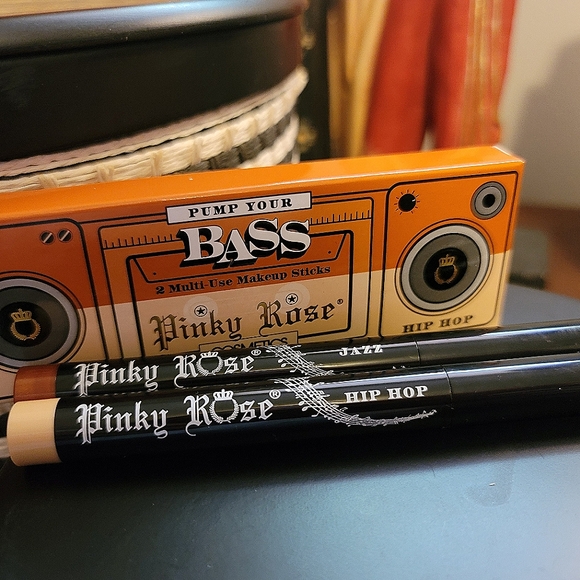 PUMP YOUR
BASS
2 Multi-Use Makeup Sticks
Pinky Rose®
COSMETICS
HIP HOP
Pinky Rose®
JAZZ
Pinky Rose®
HIP HOP